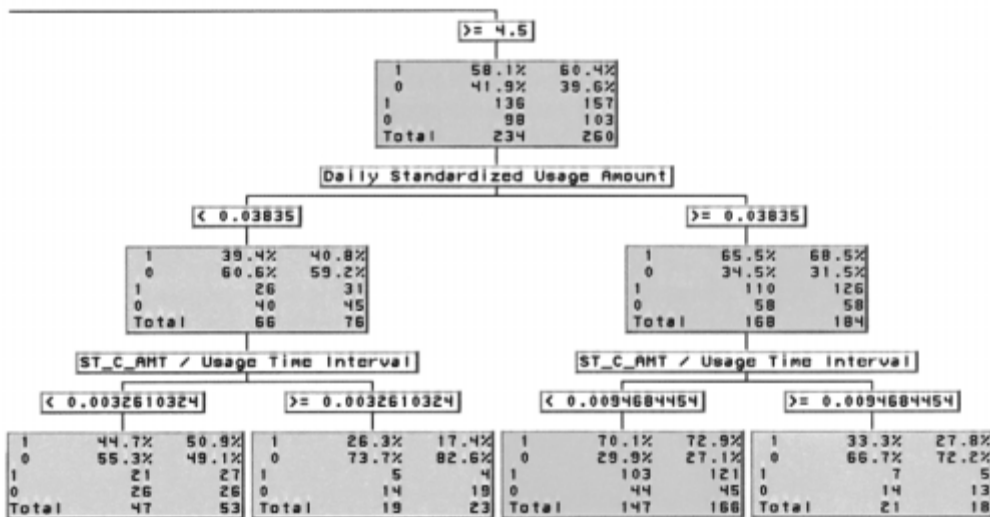 >= 4.5
1 58.1% 60.4%
0 41.9% 39.6%
1 136 157
0 98 103
Total 234 260
Daily Standardized Usage Amount
< 0.03835
>= 0.03835
1 39.4% 40.8%
0 60.6% 59.2%
1 26 31
0 40 45
Total 66 76
1 65.5% 68.5%
0 34.5% 31.5%
1 110 126
0 58 58
Total 168 184
ST_C_AMT / Usage Time Interval
ST_C_AMT / Usage Time Interval
< 0.0032610324
>= 0.0032610324
< 0.0094684454
>= 0.0094684454
1 44.7% 50.9%
0 55.3% 49.1%
1 21 27
0 26 26
Total 47 53
1 26.3% 17.4%
0 73.7% 82.6%
1 5 4
0 14 19
Total 19 23
1 70.1% 72.9%
0 29.9% 27.1%
1 103 121
0 44 45
Total 147 166
1 33.3% 27.8%
0 66.7% 72.2%
1 7 5
0 14 13
Total 21 18